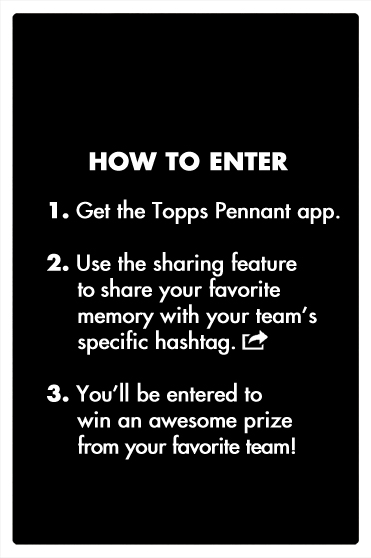 HOW TO ENTER
1. Get the Topps Pennant app.
2. Use the sharing feature
to share your favorite
memory with your team’s
specific hashtag.
3. You’ll be entered to
win an awesome prize
from your favorite team!